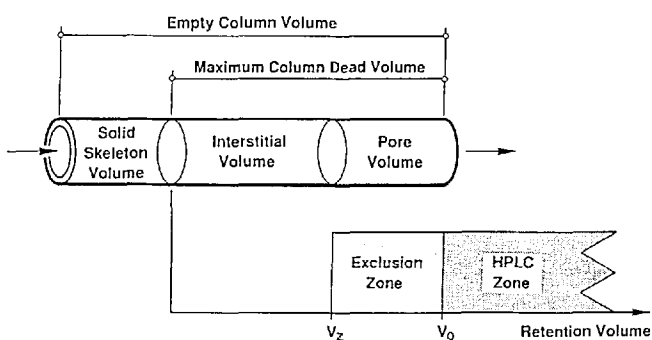 Empty Column Volume
Maximum Column Dead Volume
Solid
Skeleton
Volume
Interstitial
Volume
Pore
Volume
Exclusion
Zone
HPLC
Zone
Vz
Vo
Retention Volume